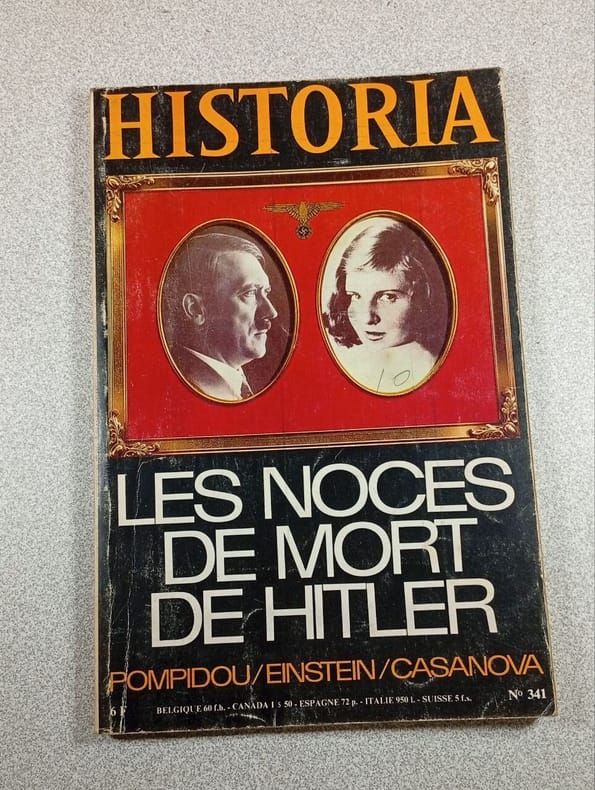 HISTORIA
10
LES NOCES
DE MORT
DE HITLER
POMPIDOU/EINSTEIN/CASANOVA
6 F BELGIQUE 60 f.b. - CANADA 1 $ 50 - ESPAGNE 72 p. - ITALIE 950 l. - SUISSE 5 f.s. Nº 341